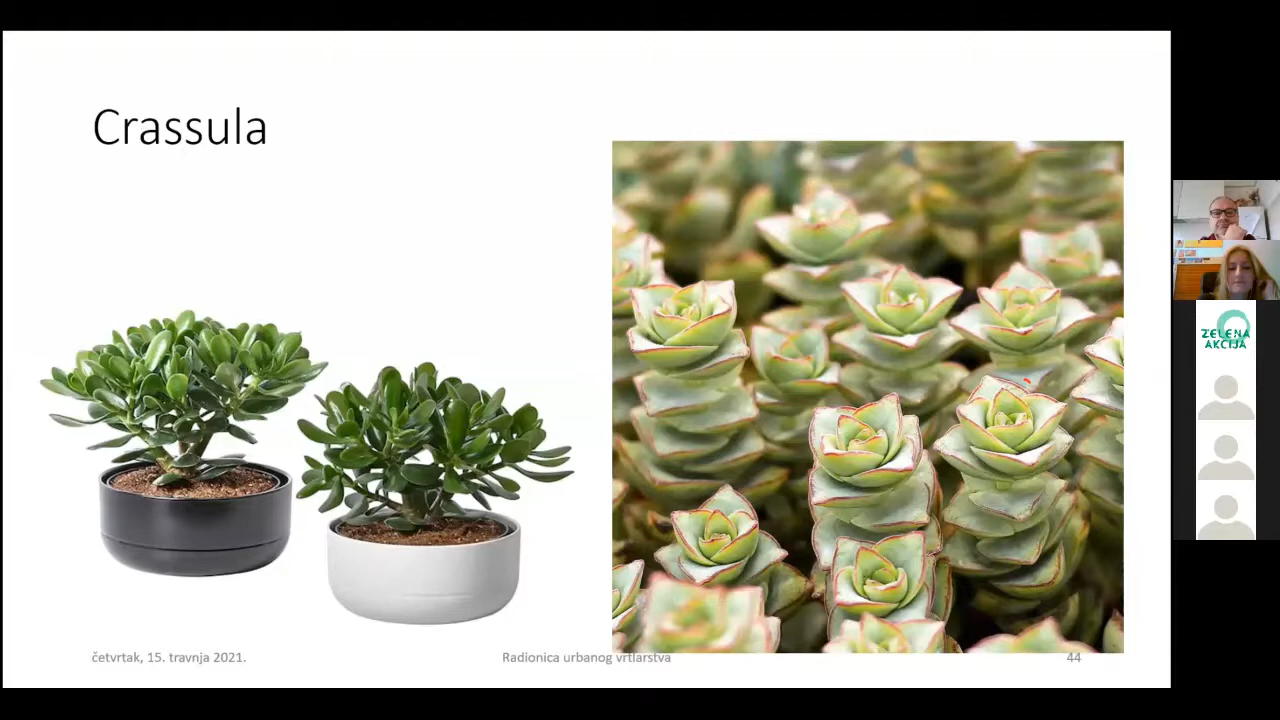 Crassula
četvrtak, 15. travnja 2021.
Radionica urbanog vrtlarstva
44
ZELENA
AKCIJA